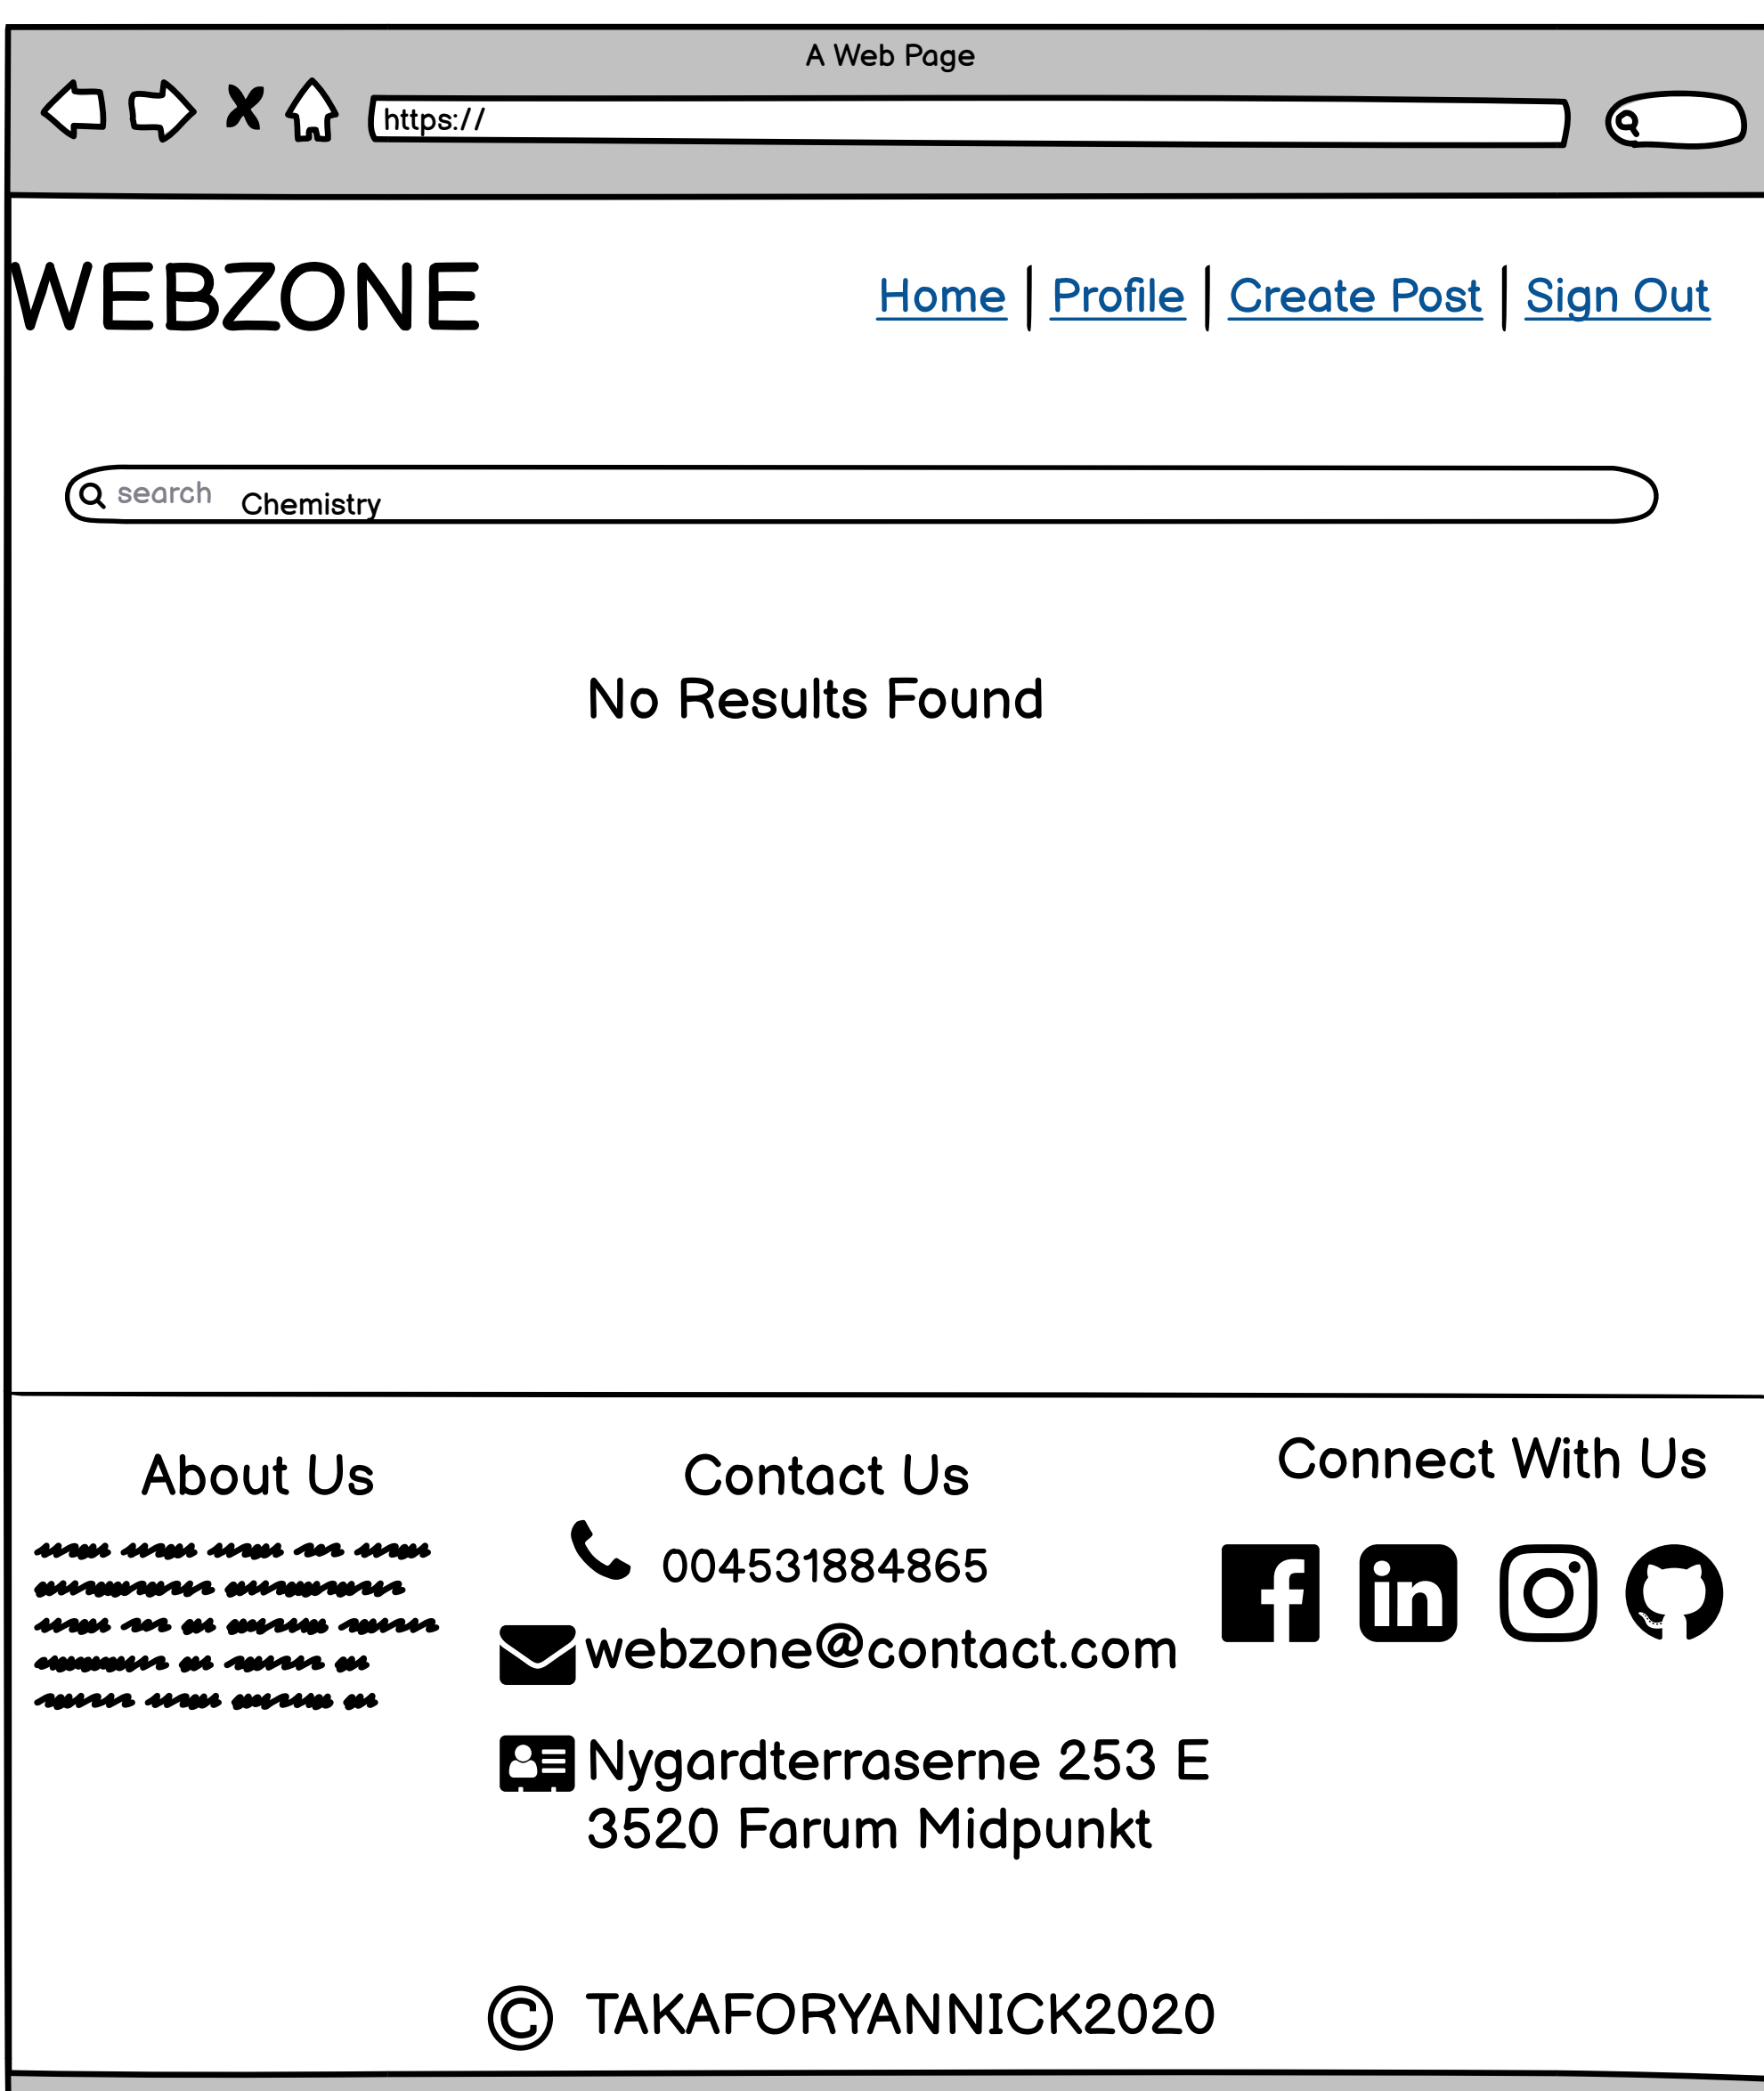 A Web Page
https://
WEBZONE
Home | Profile | Create Post | Sign Out
search Chemistry
No Results Found
About Us
Contact Us
004531884865
webzone@contact.com
Nygardterraserne 253 E
3520 Farum Midpunkt
Connect With Us
© TAKAFORYANNICK2020